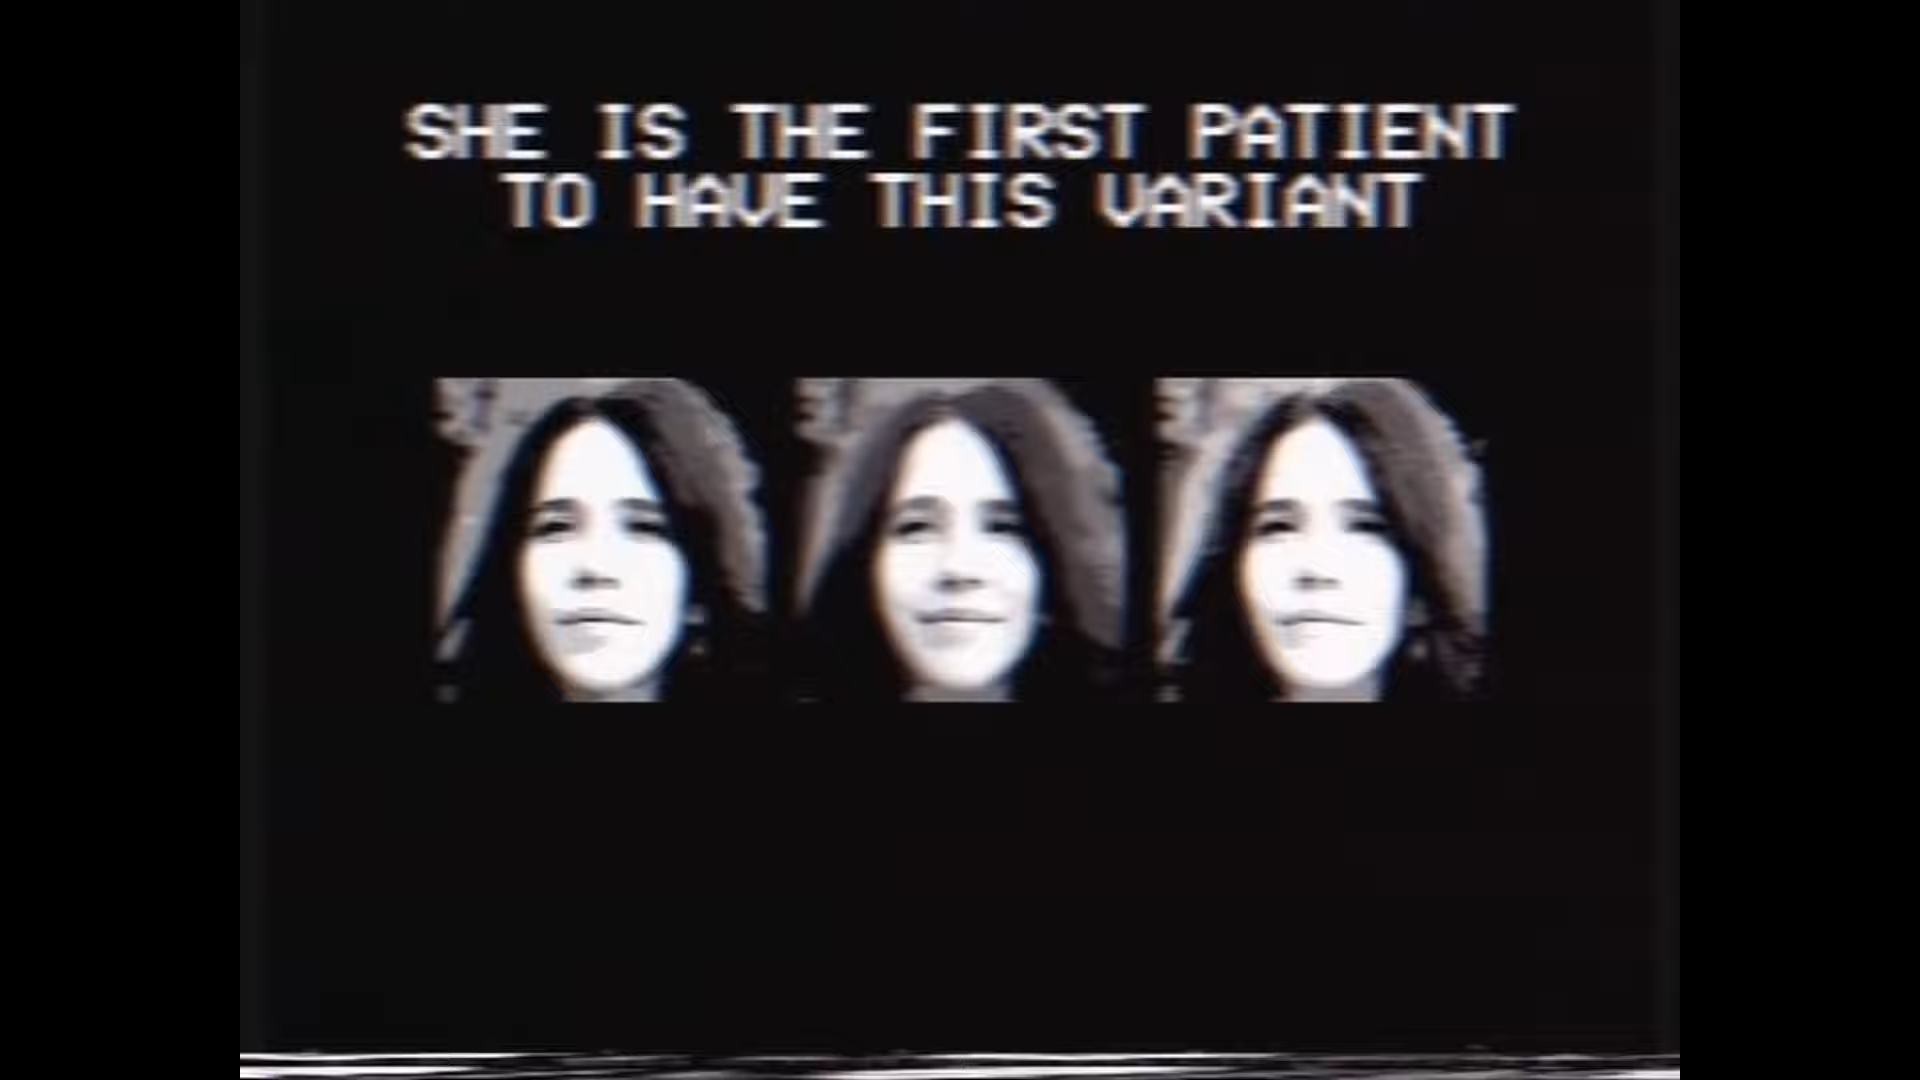 SHE IS THE FIRST PATIENT
TO HAVE THIS VARIANT